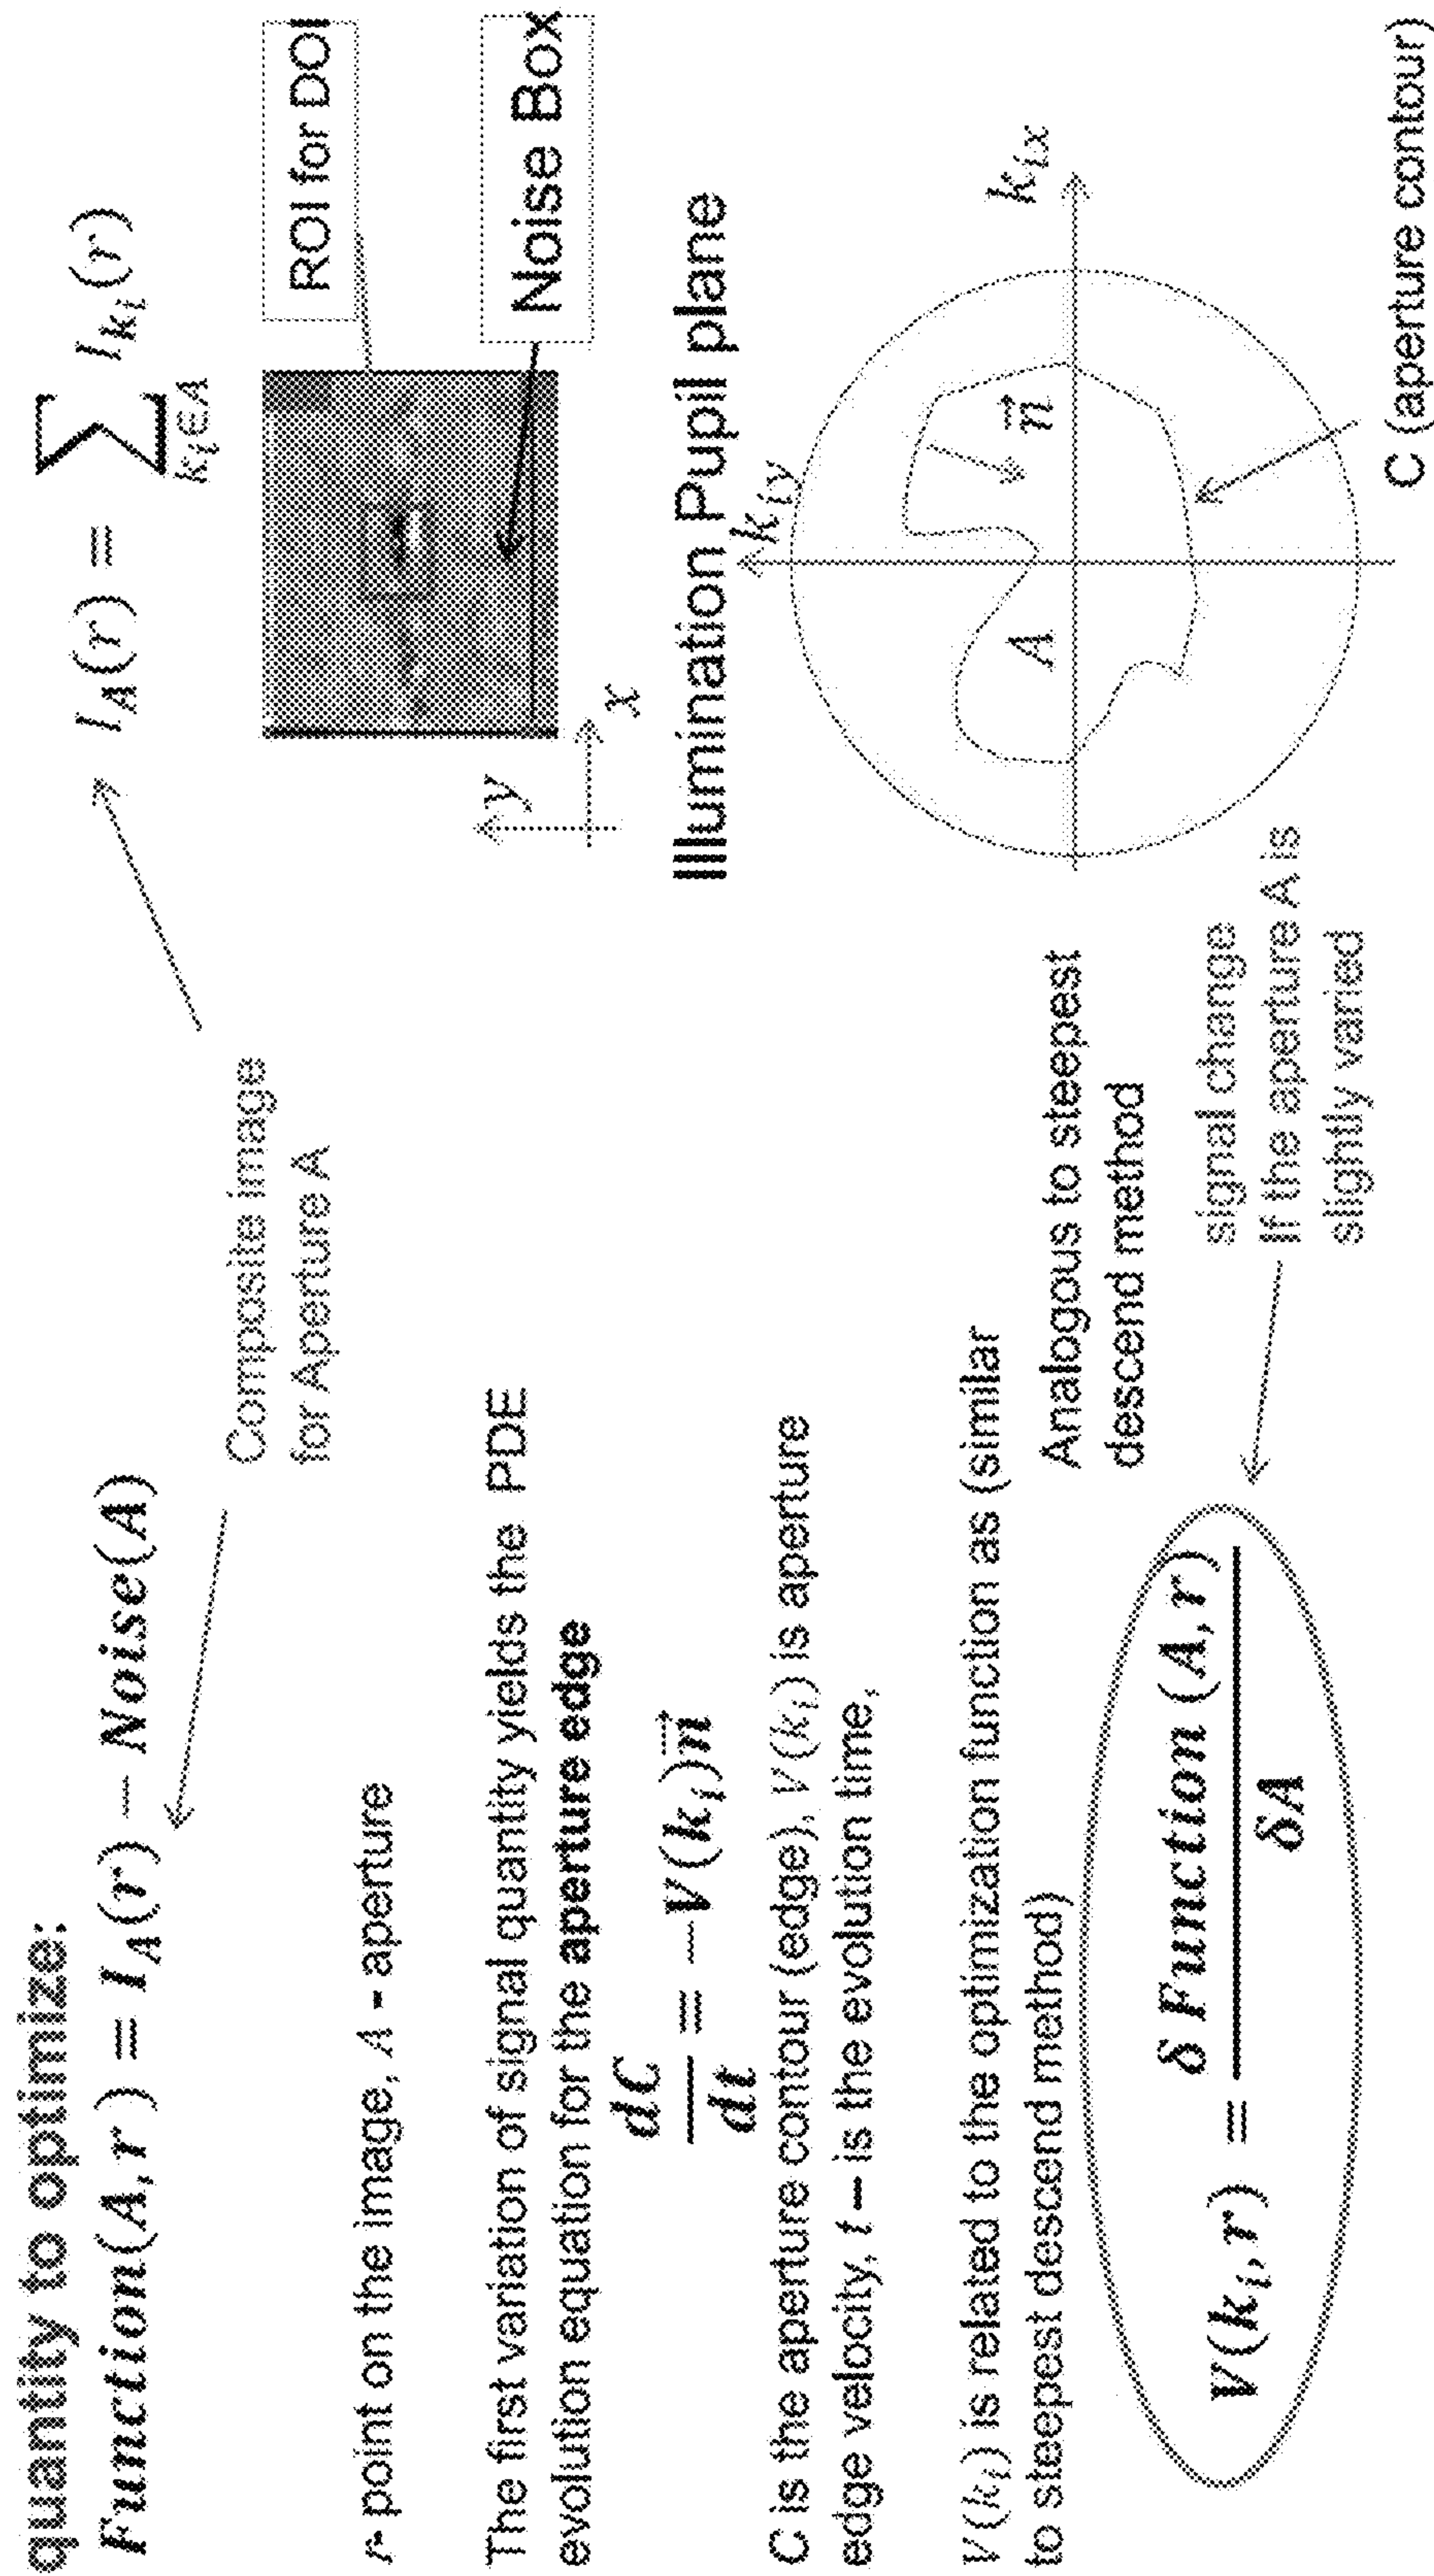 quantity to optimize:
Function(A, r) = I_A(r) − Noise(A)
Composite image
for Aperture A
r- point on the image, A - aperture
The first variation of signal quantity yields the PDE
evolution equation for the aperture edge
dC/dt = −V(k_i)n⃗
C is the aperture contour (edge), V(k_i) is aperture
edge velocity, t – is the evolution time,
V(k_i) is related to the optimization function as (similar
to steepest descend method)
V(k_i, r) = δ Function (A, r) / δA
Analogous to steepest
descend method
signal change
If the aperture A is
slightly varied
I_A(r) = ∑_{k_i∈A} I_{k_i}(r)
ROI for DOI
Noise Box
y
x
Illumination Pupil plane
k_iy
k_ix
A
n⃗
C (aperture contour)